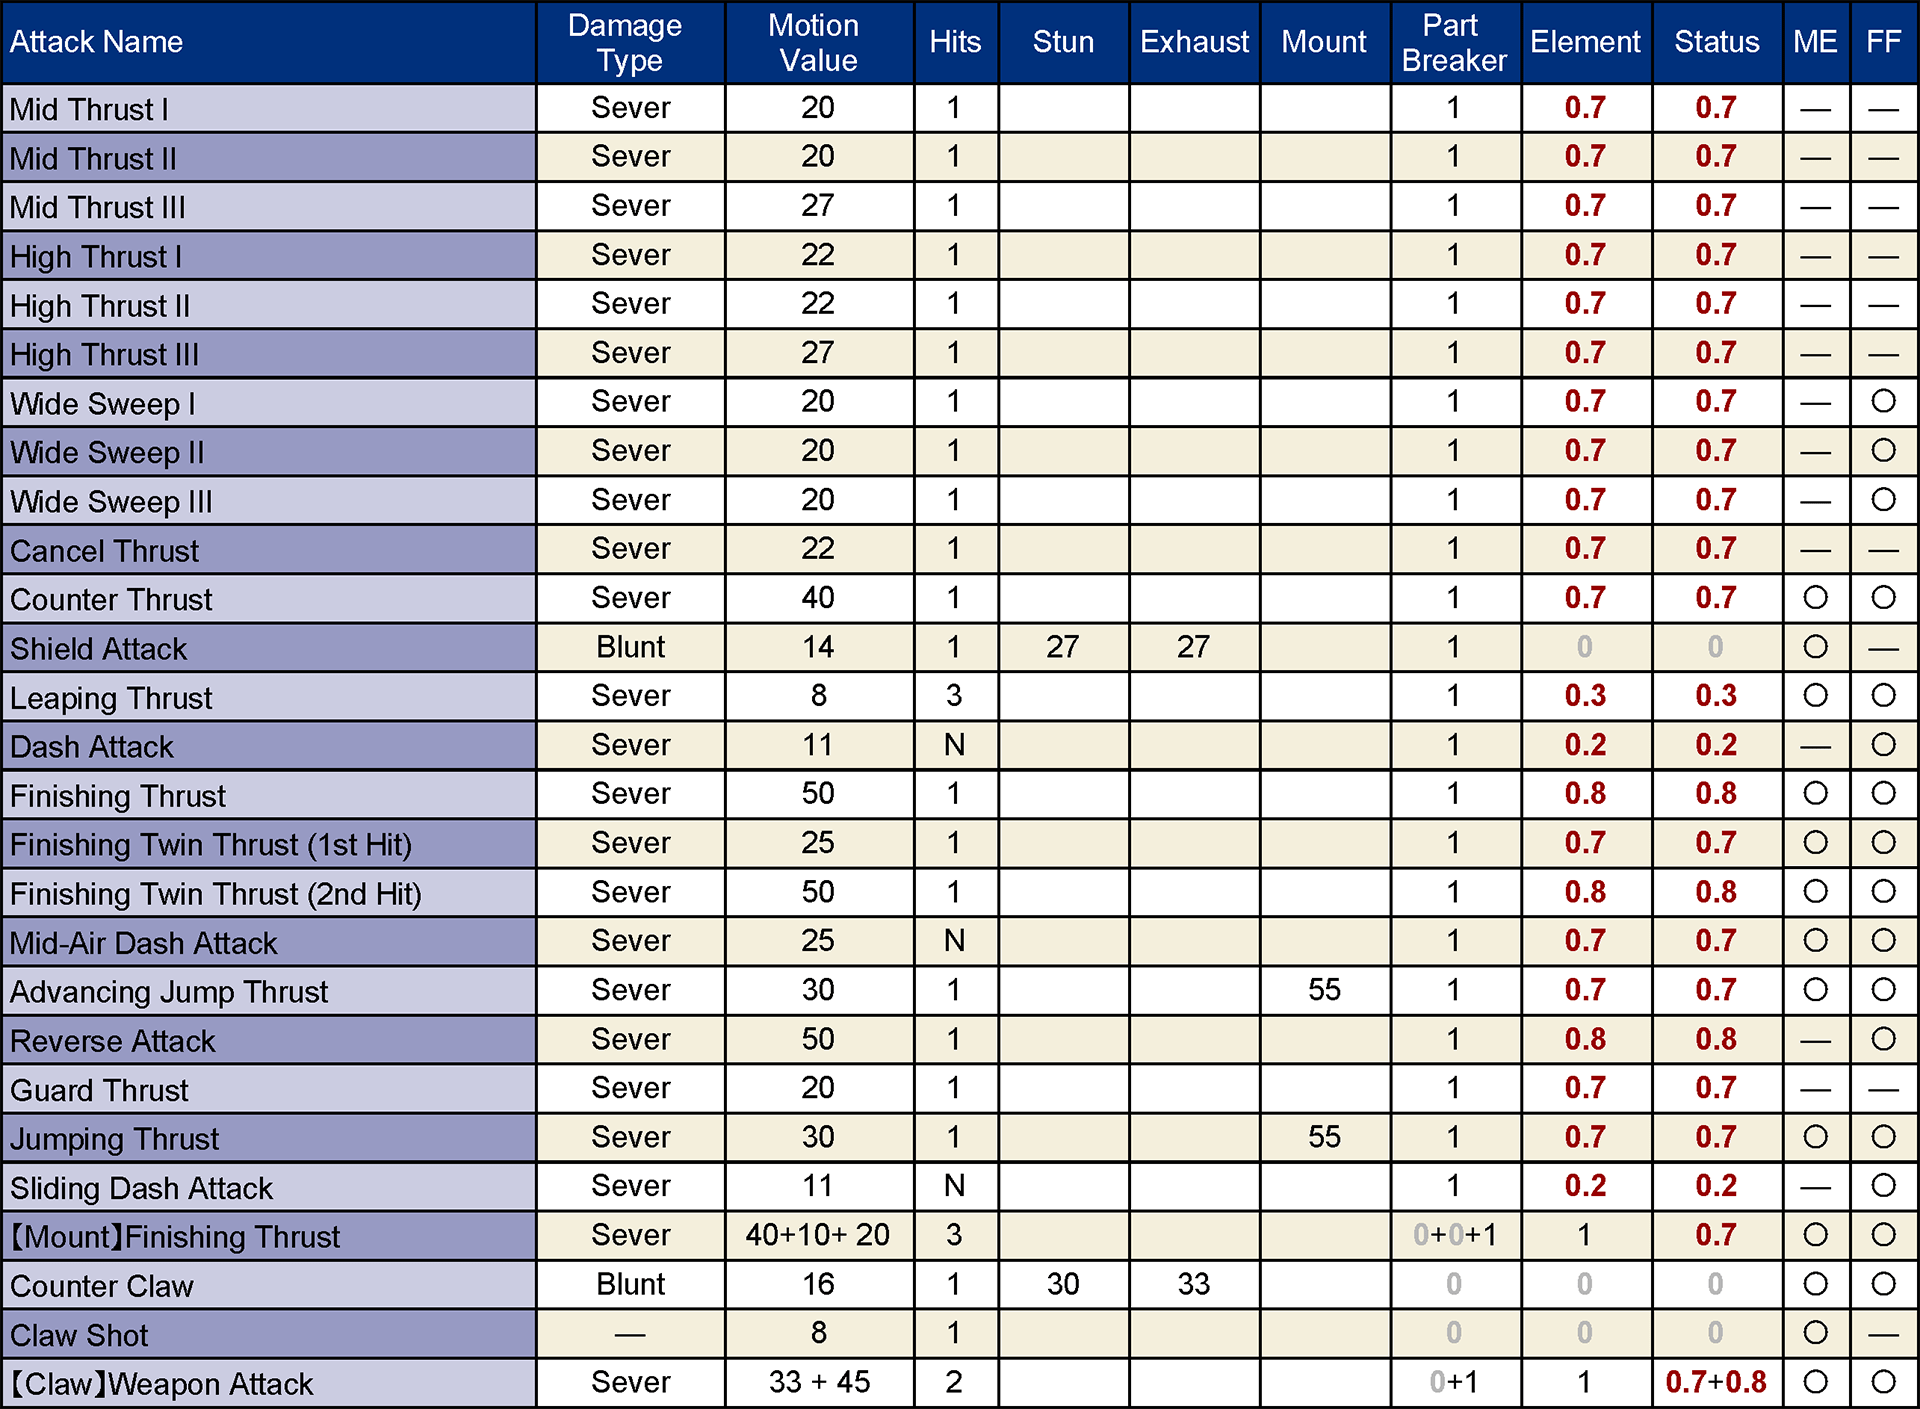 Attack Name Damage Type Motion Value Hits Stun Exhaust Mount Part Breaker Element Status ME FF
Mid Thrust I Sever 20 1 1 0.7 0.7 — —
Mid Thrust II Sever 20 1 1 0.7 0.7 — —
Mid Thrust III Sever 27 1 1 0.7 0.7 — —
High Thrust I Sever 22 1 1 0.7 0.7 — —
High Thrust II Sever 22 1 1 0.7 0.7 — —
High Thrust III Sever 27 1 1 0.7 0.7 — —
Wide Sweep I Sever 20 1 1 0.7 0.7 — ○
Wide Sweep II Sever 20 1 1 0.7 0.7 — ○
Wide Sweep III Sever 20 1 1 0.7 0.7 — ○
Cancel Thrust Sever 22 1 1 0.7 0.7 — —
Counter Thrust Sever 40 1 1 0.7 0.7 ○ ○
Shield Attack Blunt 14 1 27 27 1 0 0 ○ —
Leaping Thrust Sever 8 3 1 0.3 0.3 ○ ○
Dash Attack Sever 11 N 1 0.2 0.2 — ○
Finishing Thrust Sever 50 1 1 0.8 0.8 ○ ○
Finishing Twin Thrust (1st Hit) Sever 25 1 1 0.7 0.7 ○ ○
Finishing Twin Thrust (2nd Hit) Sever 50 1 1 0.8 0.8 ○ ○
Mid-Air Dash Attack Sever 25 N 1 0.7 0.7 ○ ○
Advancing Jump Thrust Sever 30 1 55 1 0.7 0.7 ○ ○
Reverse Attack Sever 50 1 1 0.8 0.8 — ○
Guard Thrust Sever 20 1 1 0.7 0.7 — —
Jumping Thrust Sever 30 1 55 1 0.7 0.7 ○ ○
Sliding Dash Attack Sever 11 N 1 0.2 0.2 — ○
【Mount】Finishing Thrust Sever 40+10+ 20 3 0+0+1 1 0.7 ○ ○
Counter Claw Blunt 16 1 30 33 0 0 0 ○ ○
Claw Shot — 8 1 0 0 0 ○ —
【Claw】Weapon Attack Sever 33 + 45 2 0+1 1 0.7+0.8 ○ ○